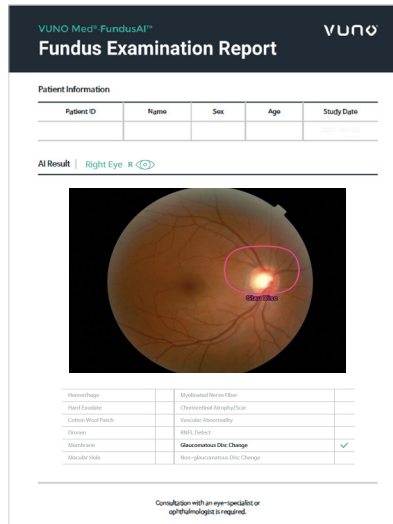 VUNO Med®-FundusAI™
VUNO
Fundus Examination Report
Patient Information
Patient ID Name Sex Age Study Date
AI Result | Right Eye R
Glau Disc
Hemorrhage Myelinated Nerve Fiber
Hard Exudate Chorioretinal Atrophy/Scar
Cotton Wool Patch Vascular Abnormality
Drusen RNFL Defect
Membrane Glaucomatous Disc Change ✓
Macular Hole Non-glaucomatous Disc Change
Consultation with an eye-specialist or
ophthalmologist is required.